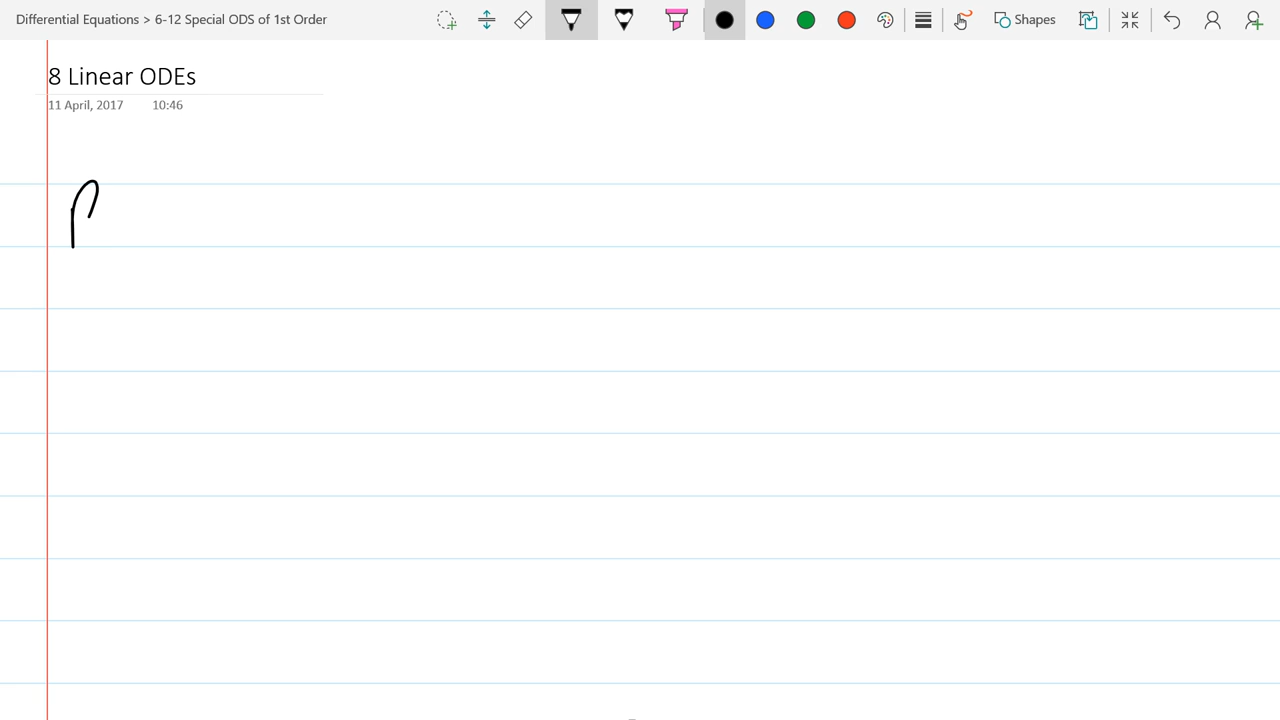 Differential Equations > 6-12 Special ODS of 1st Order
Shapes
8 Linear ODEs
11 April, 2017 10:46